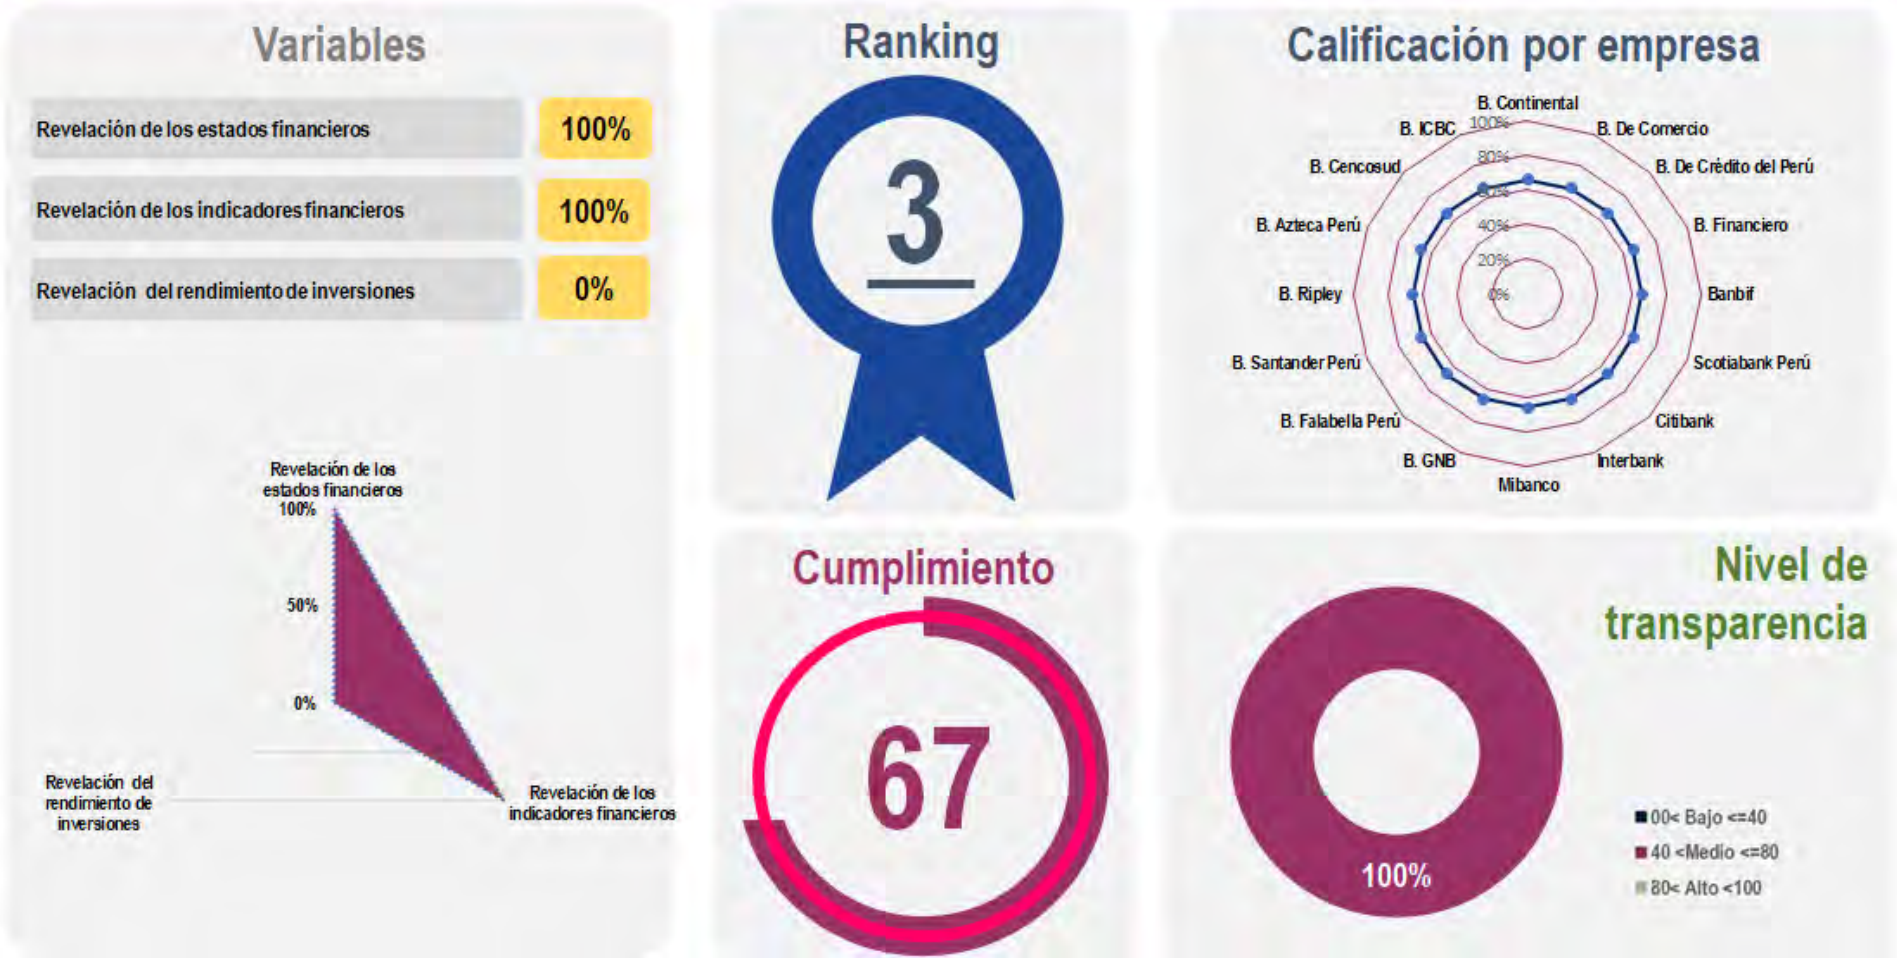 Variables
Revelación de los estados financieros
100%
Revelación de los indicadores financieros
100%
Revelación del rendimiento de inversiones
0%
Revelación de los
estados financieros
100%
50%
0%
Revelación del
rendimiento de
inversiones
Revelación de los
indicadores financieros
Ranking
3
Cumplimiento
67
Calificación por empresa
B. Continental
B. De Comercio
B. De Crédito del Perú
B. Financiero
Banbif
Scotiabank Perú
Citibank
Interbank
Mibanco
B. GNB
B. Falabella Perú
B. Santander Perú
B. Ripley
B. Azteca Perú
B. Cencosud
B. ICBC
100%
80%
60%
40%
20%
0%
Nivel de
transparencia
100%
00< Bajo <=40
40 <Medio <=80
80< Alto <100